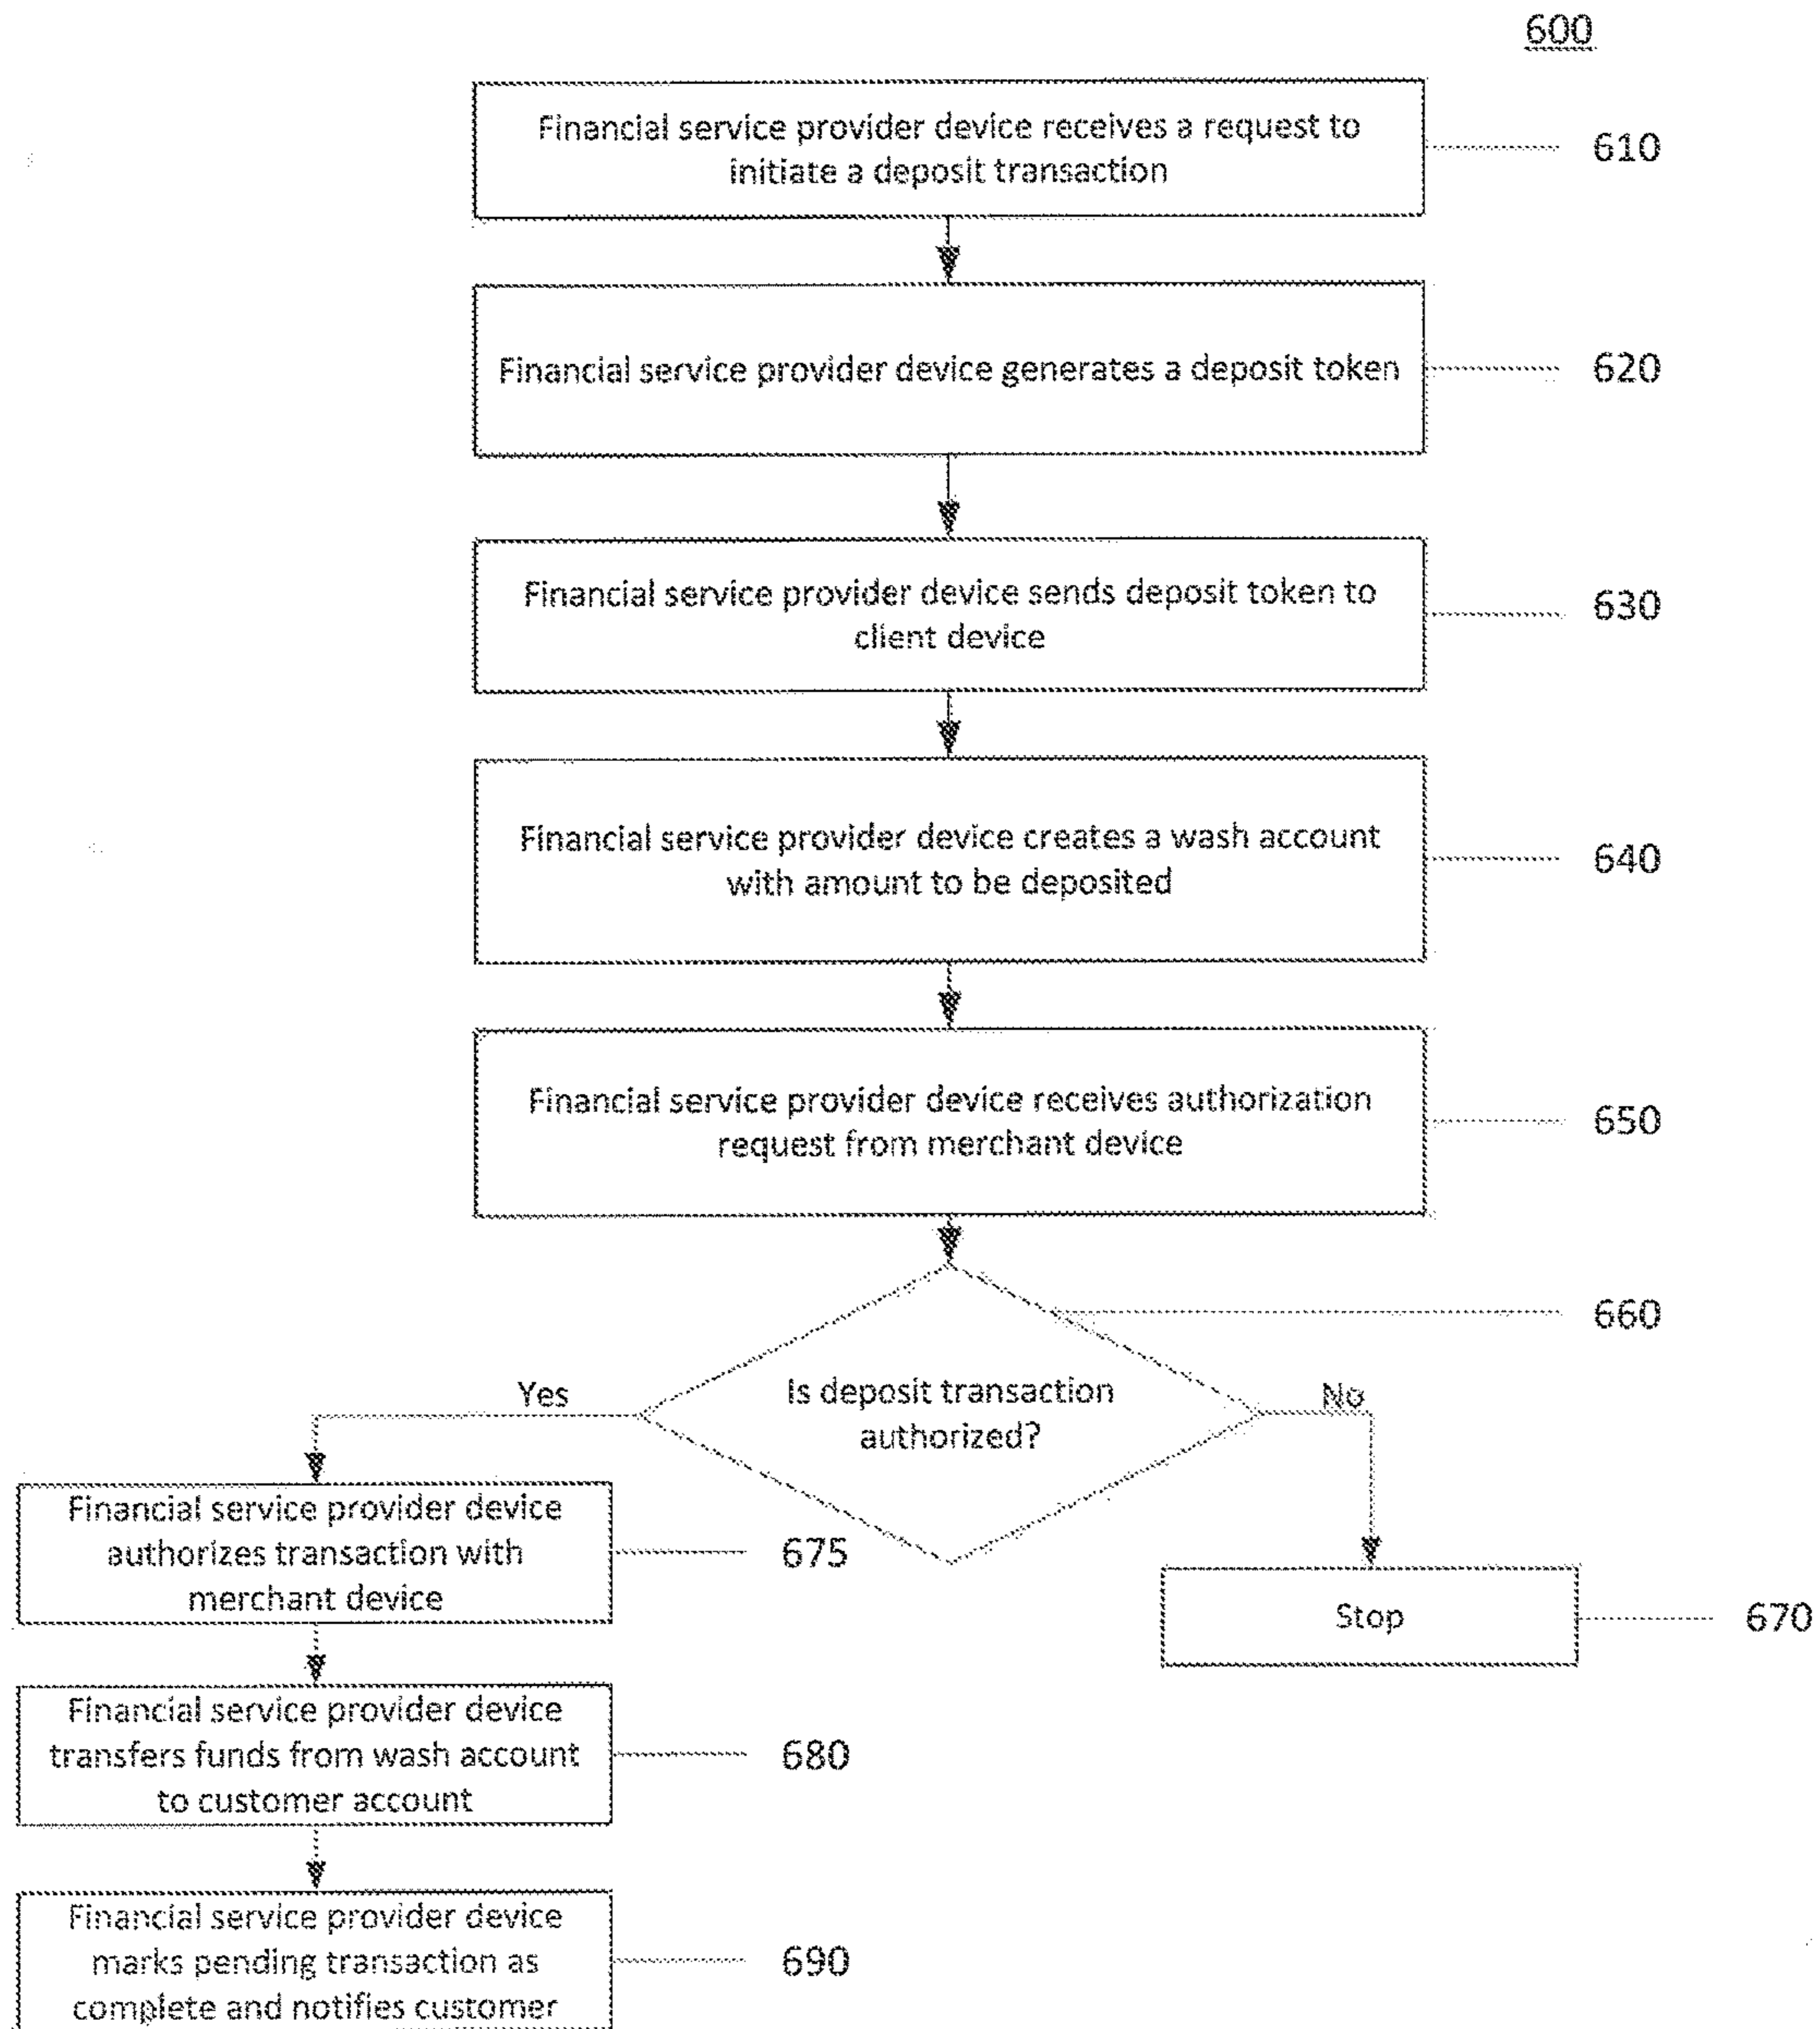 600
Financial service provider device receives a request to
initiate a deposit transaction
610
Financial service provider device generates a deposit token
620
Financial service provider device sends deposit token to
client device
630
Financial service provider device creates a wash account
with amount to be deposited
640
Financial service provider device receives authorization
request from merchant device
650
660
Is deposit transaction
authorized?
Yes
No
Financial service provider device
authorizes transaction with
merchant device
675
Stop
670
Financial service provider device
transfers funds from wash account
to customer account
680
Financial service provider device
marks pending transaction as
complete and notifies customer
690